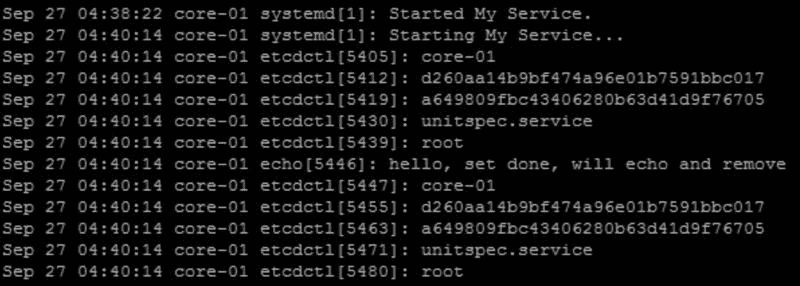 Sep 27 04:38:22 core-01 systemd[1]: Started My Service.
Sep 27 04:40:14 core-01 systemd[1]: Starting My Service...
Sep 27 04:40:14 core-01 etcdctl[5405]: core-01
Sep 27 04:40:14 core-01 etcdctl[5412]: d260aa14b9bf474a96e01b7591bbc017
Sep 27 04:40:14 core-01 etcdctl[5419]: a649809fbc43406280b63d41d9f76705
Sep 27 04:40:14 core-01 etcdctl[5430]: unitspec.service
Sep 27 04:40:14 core-01 etcdctl[5439]: root
Sep 27 04:40:14 core-01 echo[5446]: hello, set done, will echo and remove
Sep 27 04:40:14 core-01 etcdctl[5447]: core-01
Sep 27 04:40:14 core-01 etcdctl[5455]: d260aa14b9bf474a96e01b7591bbc017
Sep 27 04:40:14 core-01 etcdctl[5463]: a649809fbc43406280b63d41d9f76705
Sep 27 04:40:14 core-01 etcdctl[5471]: unitspec.service
Sep 27 04:40:14 core-01 etcdctl[5480]: root